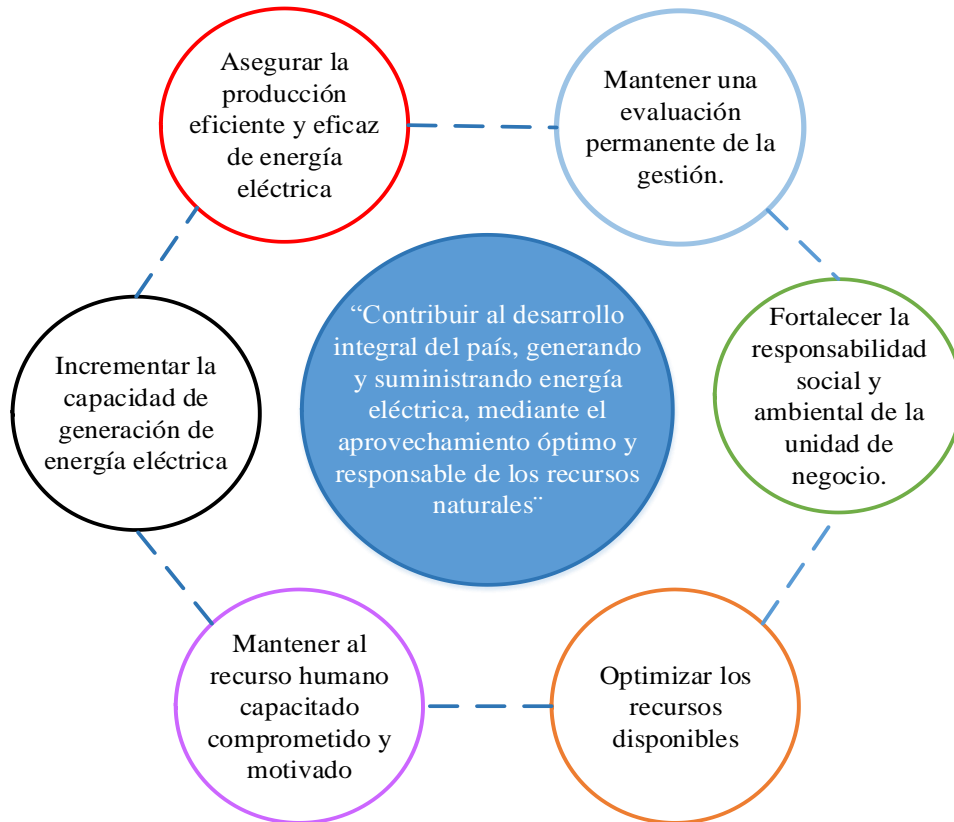 Asegurar la
producción
eficiente y eficaz
de energía
eléctrica
Mantener una
evaluación
permanente de la
gestión.
“Contribuir al desarrollo
integral del país, generando
y suministrando energía
eléctrica, mediante el
aprovechamiento óptimo y
responsable de los recursos
naturales¨
Fortalecer la
responsabilidad
social y
ambiental de la
unidad de
negocio.
Incrementar la
capacidad de
generación de
energía eléctrica
Mantener al
recurso humano
capacitado
comprometido y
motivado
Optimizar los
recursos
disponibles